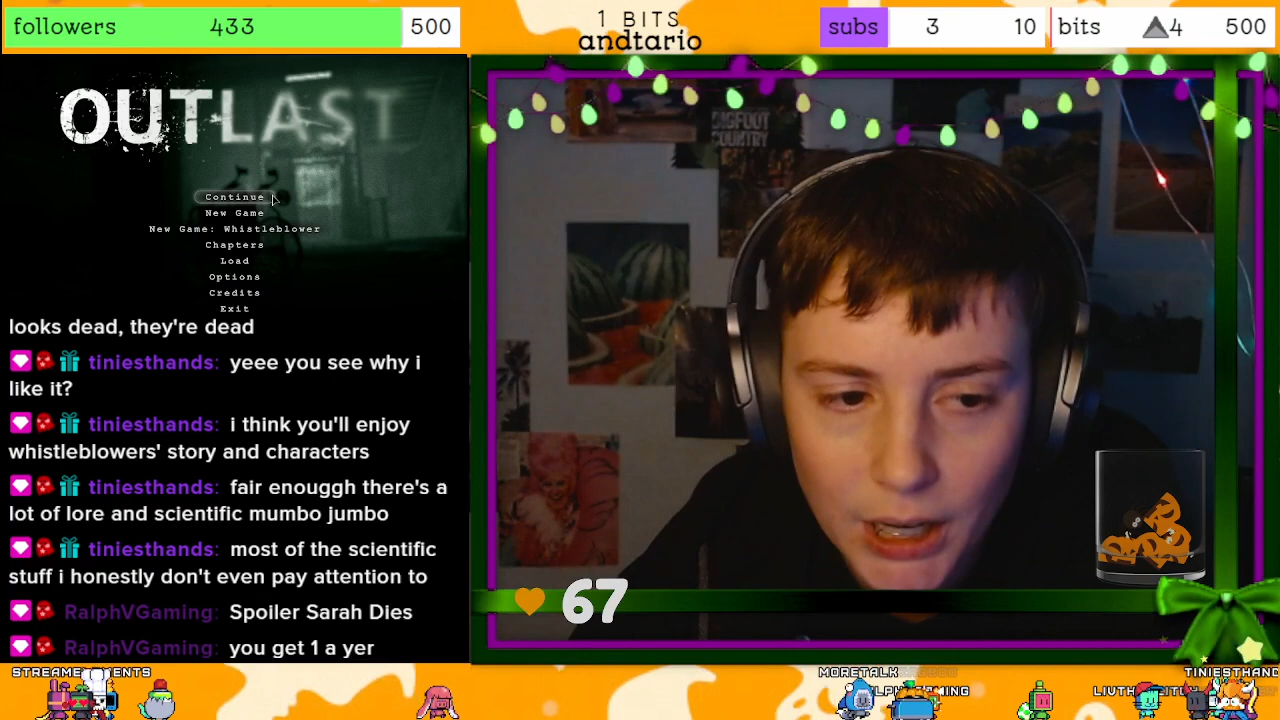 followers 433 500
1 BITS
andtario
subs 3 10
bits 4 500
OUTLAST
Continue
New Game
New Game: Whistleblower
Chapters
Load
Options
Credits
Exit
looks dead, they're dead
tiniesthands: yeee you see why i
like it?
tiniesthands: i think you'll enjoy
whistleblowers' story and characters
tiniesthands: fair enouggh there's a
lot of lore and scientific mumbo jumbo
tiniesthands: most of the scientific
stuff i honestly don't even pay attention to
RalphVGaming: Spoiler Sarah Dies
RalphVGaming: you get 1 a yer
BIGFOOT
COUNTRY
67
MORETALK
TINIESTHAND